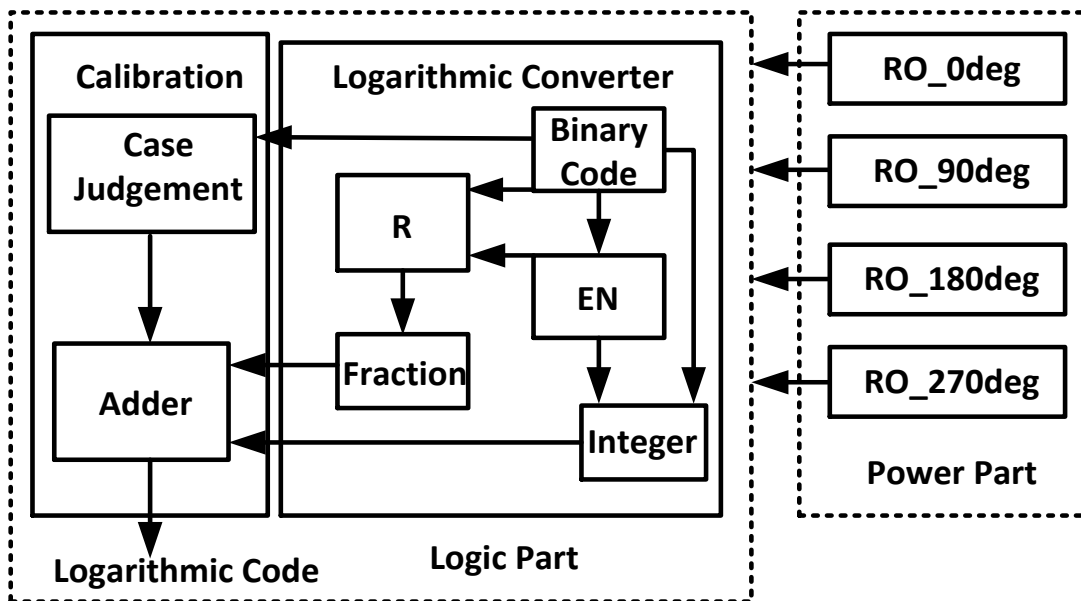 Calibration
Case
Judgement
Adder
Logarithmic Code
Logarithmic Converter
Binary
Code
R
EN
Fraction
Integer
Logic Part
RO_0deg
RO_90deg
RO_180deg
RO_270deg
Power Part